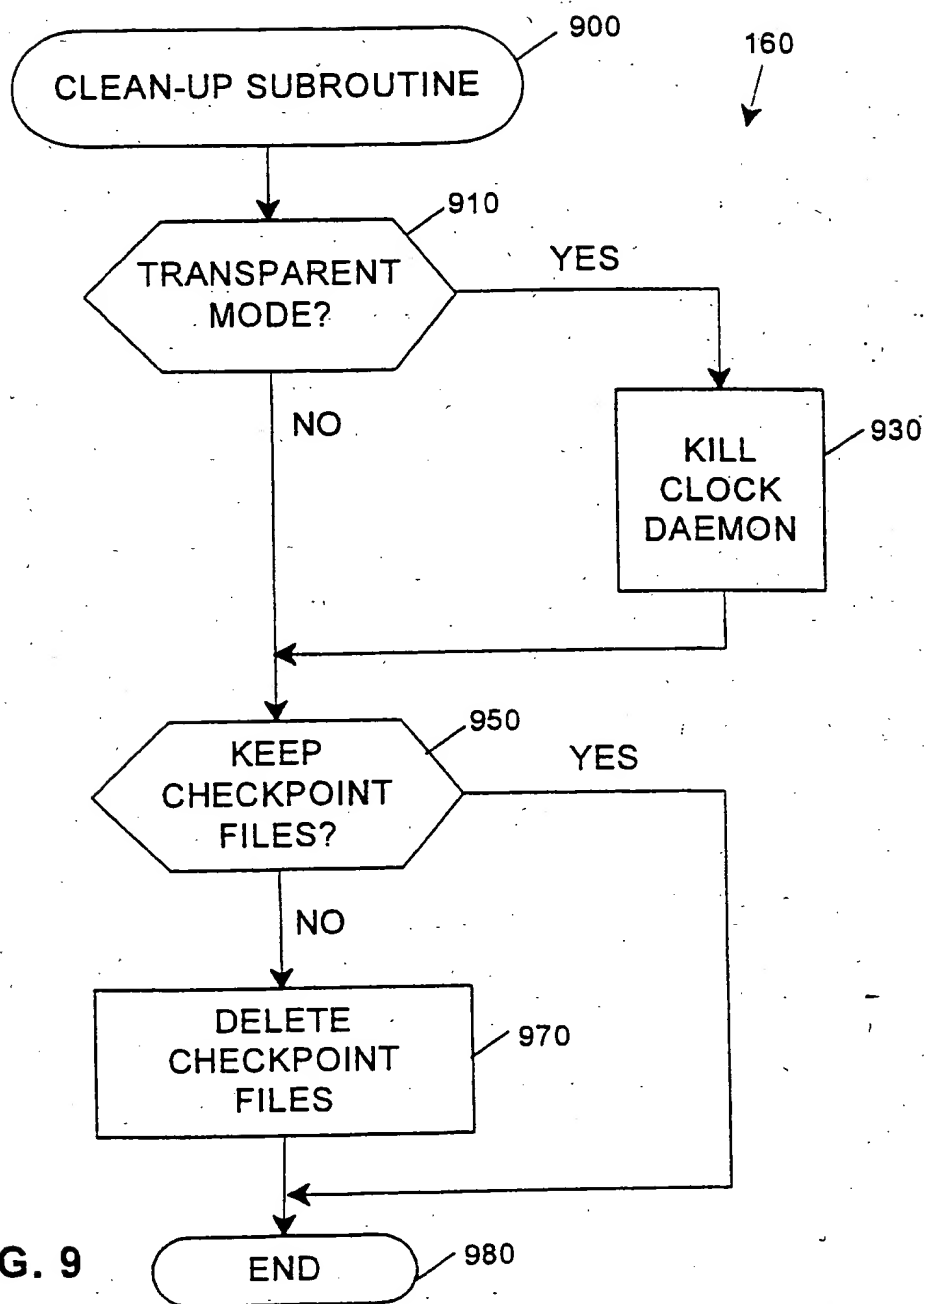 900
160
CLEAN-UP SUBROUTINE
910
TRANSPARENT
MODE?
YES
NO
930
KILL
CLOCK
DAEMON
950
KEEP
CHECKPOINT
FILES?
YES
NO
DELETE
CHECKPOINT
FILES
970
G. 9
END
980